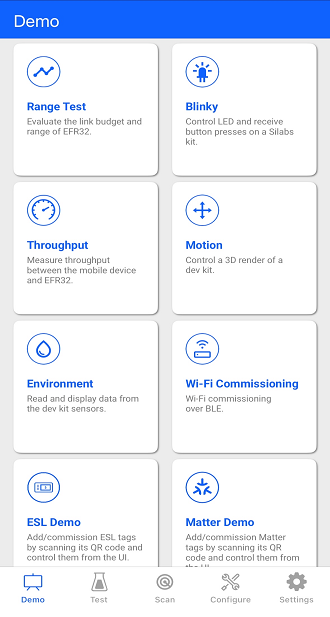 Demo
Range Test
Evaluate the link budget and
range of EFR32.
Blinky
Control LED and receive
button presses on a Silabs
kit.
Throughput
Measure throughput
between the mobile device
and EFR32.
Motion
Control a 3D render of a
dev kit.
Environment
Read and display data from
the dev kit sensors.
Wi-Fi Commissioning
Wi-Fi commissioning
over BLE.
ESL Demo
Add/commission ESL tags
by scanning its QR code and
control them from the UI.
Matter Demo
Add/commission Matter
tags by scanning its QR
code and control them from
the UI.
Demo
Test
Scan
Configure
Settings